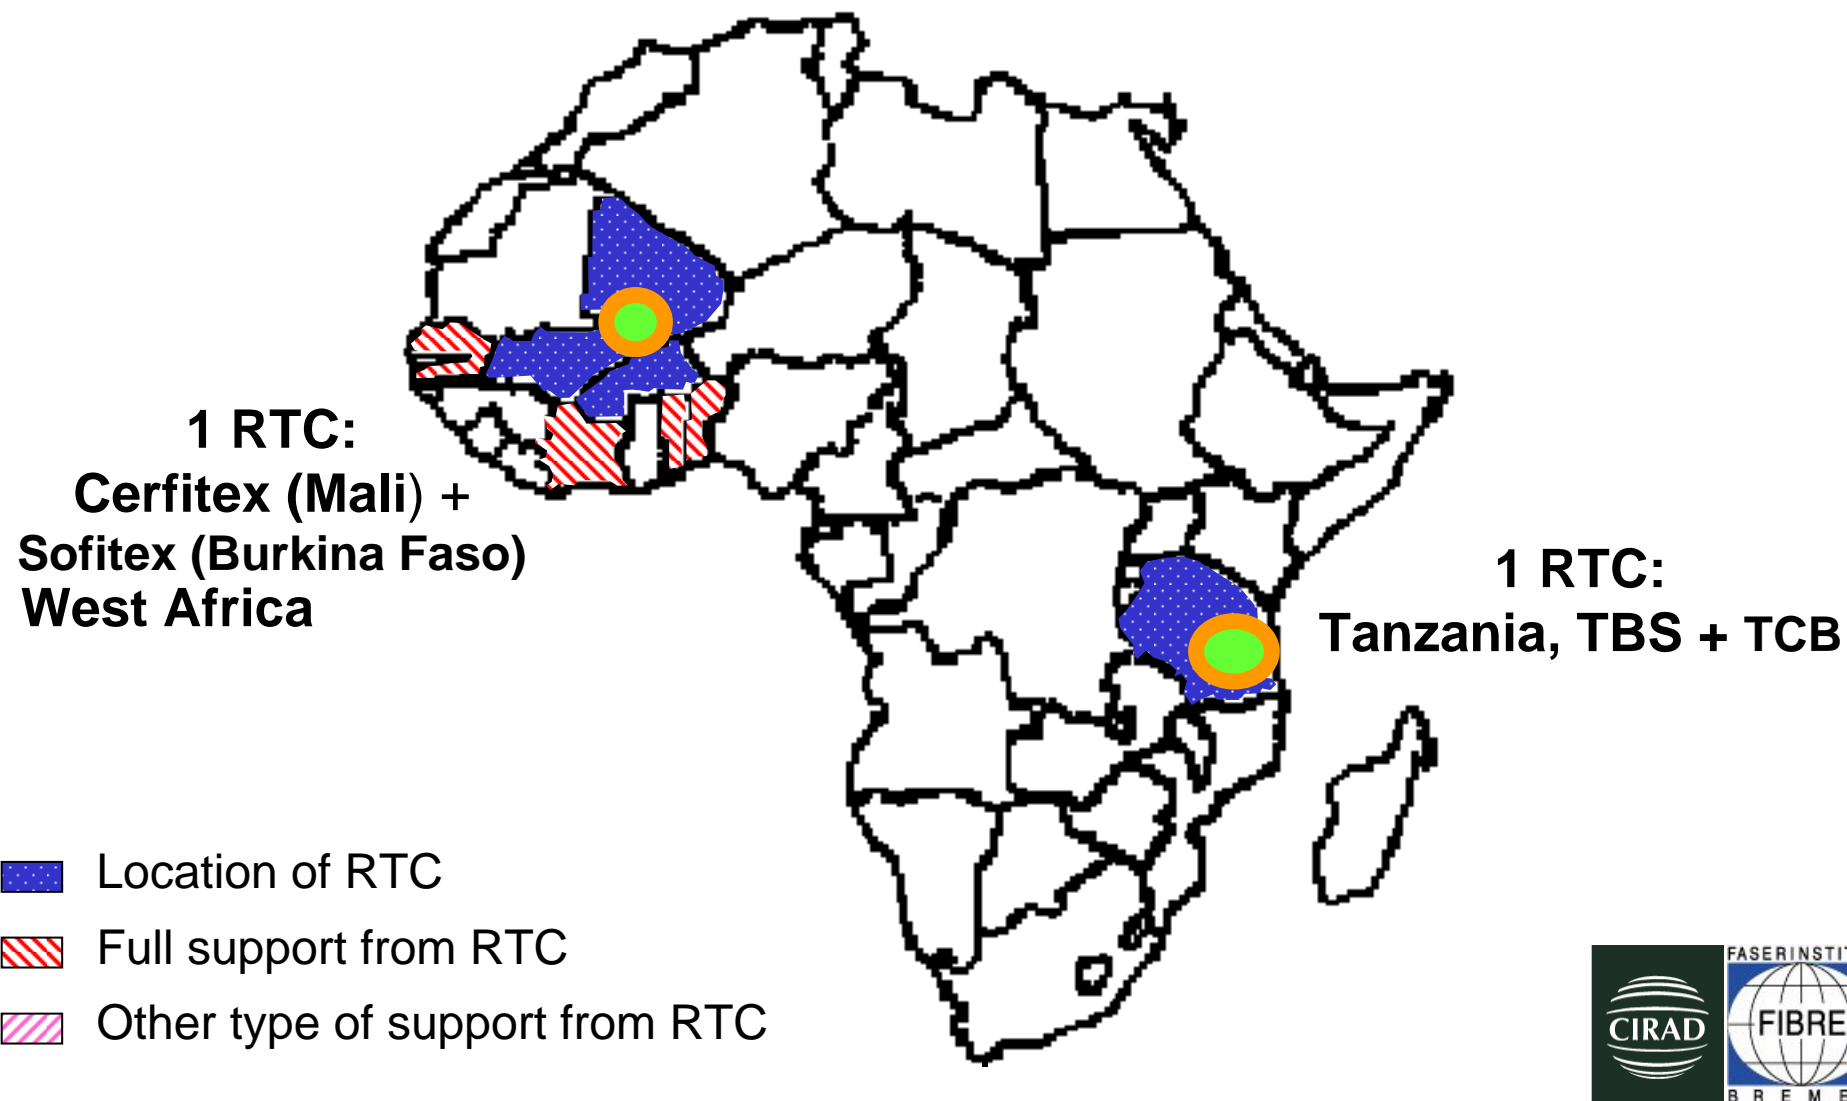 1 RTC:
Cerfitex (Mali) +
Sofitex (Burkina Faso)
West Africa
1 RTC:
Tanzania, TBS + TCB
Location of RTC
Full support from RTC
Other type of support from RTC
CIRAD
FIBRE